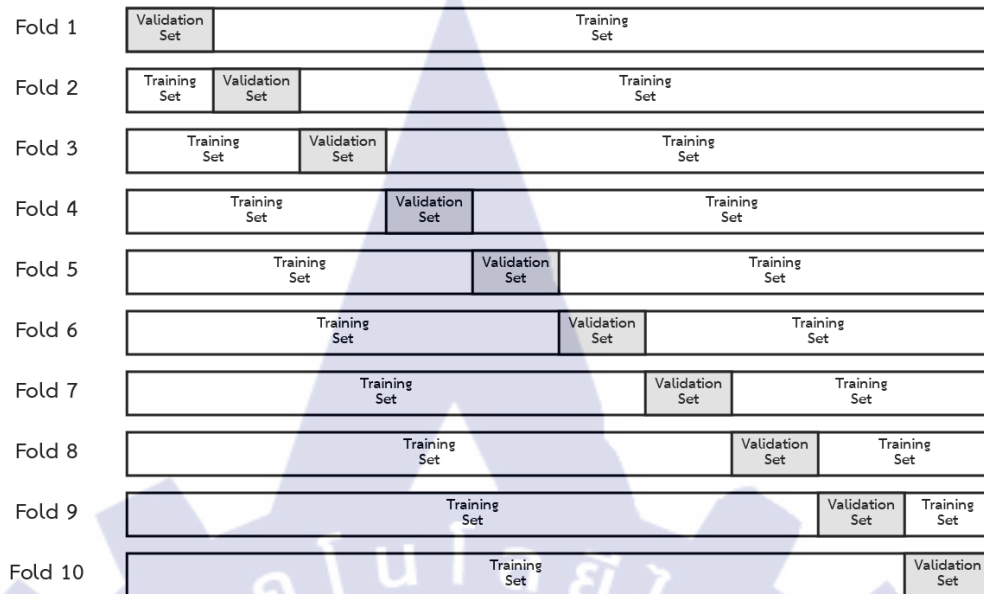 Fold 1
Validation
Set
Training
Set
Fold 2
Training
Set
Validation
Set
Training
Set
Fold 3
Training
Set
Validation
Set
Training
Set
Fold 4
Training
Set
Validation
Set
Training
Set
Fold 5
Training
Set
Validation
Set
Training
Set
Fold 6
Training
Set
Validation
Set
Training
Set
Fold 7
Training
Set
Validation
Set
Training
Set
Fold 8
Training
Set
Validation
Set
Training
Set
Fold 9
Training
Set
Validation
Set
Training
Set
Fold 10
Training
Set
Validation
Set